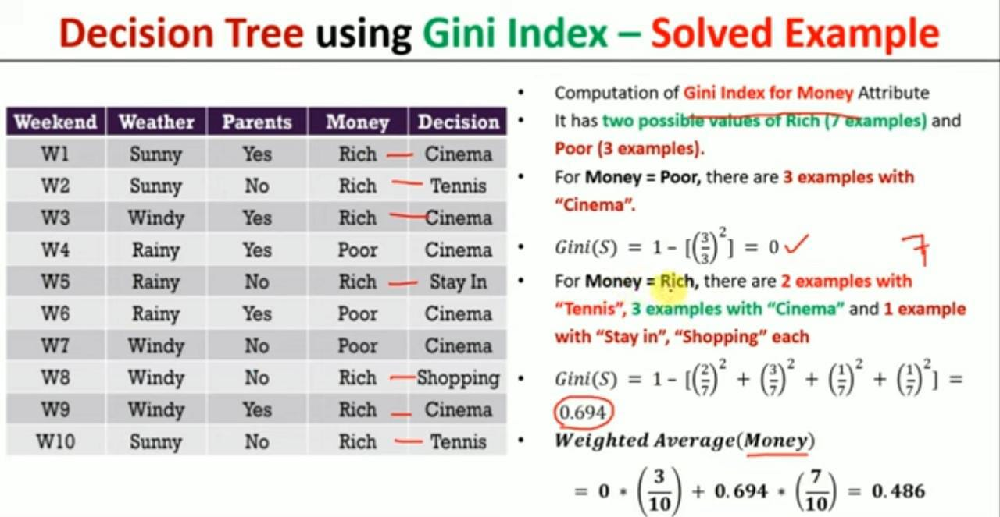 Decision Tree using Gini Index – Solved Example
Weekend Weather Parents Money Decision
W1 Sunny Yes Rich Cinema
W2 Sunny No Rich Tennis
W3 Windy Yes Rich Cinema
W4 Rainy Yes Poor Cinema
W5 Rainy No Rich Stay In
W6 Rainy Yes Poor Cinema
W7 Windy No Poor Cinema
W8 Windy No Rich Shopping
W9 Windy Yes Rich Cinema
W10 Sunny No Rich Tennis
• Computation of Gini Index for Money Attribute
• It has two possible values of Rich (7 examples) and
Poor (3 examples).
• For Money = Poor, there are 3 examples with
“Cinema”.
• Gini(S) = 1 − [(3/3)²] = 0 ✓ 7
• For Money = Rich, there are 2 examples with
“Tennis”, 3 examples with “Cinema” and 1 example
with “Stay in”, “Shopping” each
• Gini(S) = 1 − [(2/7)² + (3/7)² + (1/7)² + (1/7)²] =
0.694
• Weighted Average(Money)
= 0 * (3/10) + 0.694 * (7/10) = 0.486